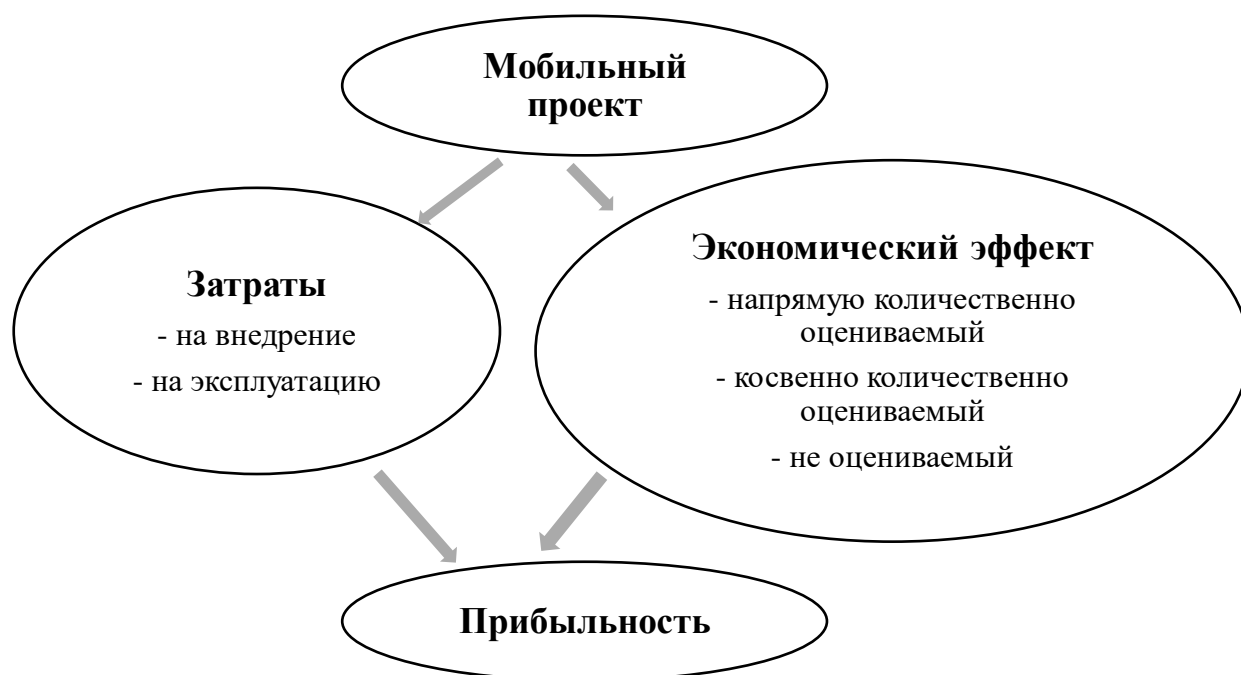 Мобильный
проект
Затраты
- на внедрение
- на эксплуатацию
Экономический эффект
- напрямую количественно
оцениваемый
- косвенно количественно
оцениваемый
- не оцениваемый
Прибыльность